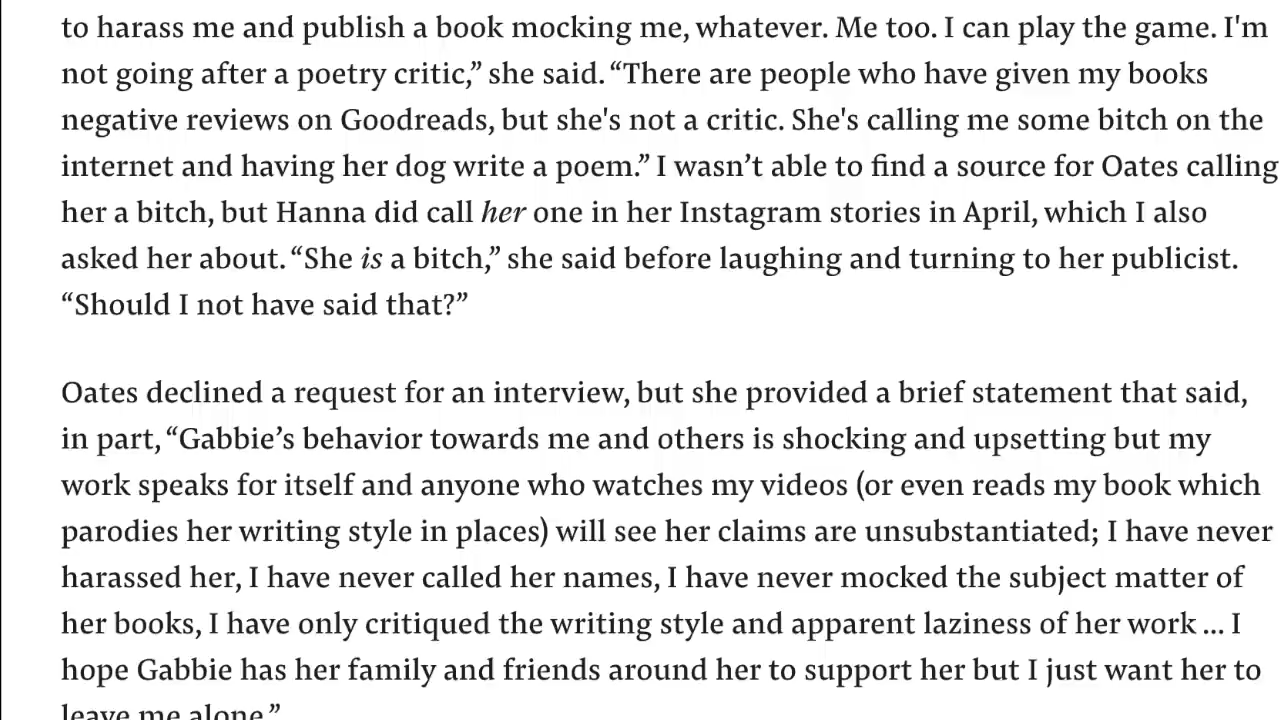 to harass me and publish a book mocking me, whatever. Me too. I can play the game. I'm
not going after a poetry critic,” she said. “There are people who have given my books
negative reviews on Goodreads, but she's not a critic. She's calling me some bitch on the
internet and having her dog write a poem.” I wasn’t able to find a source for Oates calling
her a bitch, but Hanna did call her one in her Instagram stories in April, which I also
asked her about. “She is a bitch,” she said before laughing and turning to her publicist.
“Should I not have said that?”
Oates declined a request for an interview, but she provided a brief statement that said,
in part, “Gabbie’s behavior towards me and others is shocking and upsetting but my
work speaks for itself and anyone who watches my videos (or even reads my book which
parodies her writing style in places) will see her claims are unsubstantiated; I have never
harassed her, I have never called her names, I have never mocked the subject matter of
her books, I have only critiqued the writing style and apparent laziness of her work ... I
hope Gabbie has her family and friends around her to support her but I just want her to
leave me alone.”